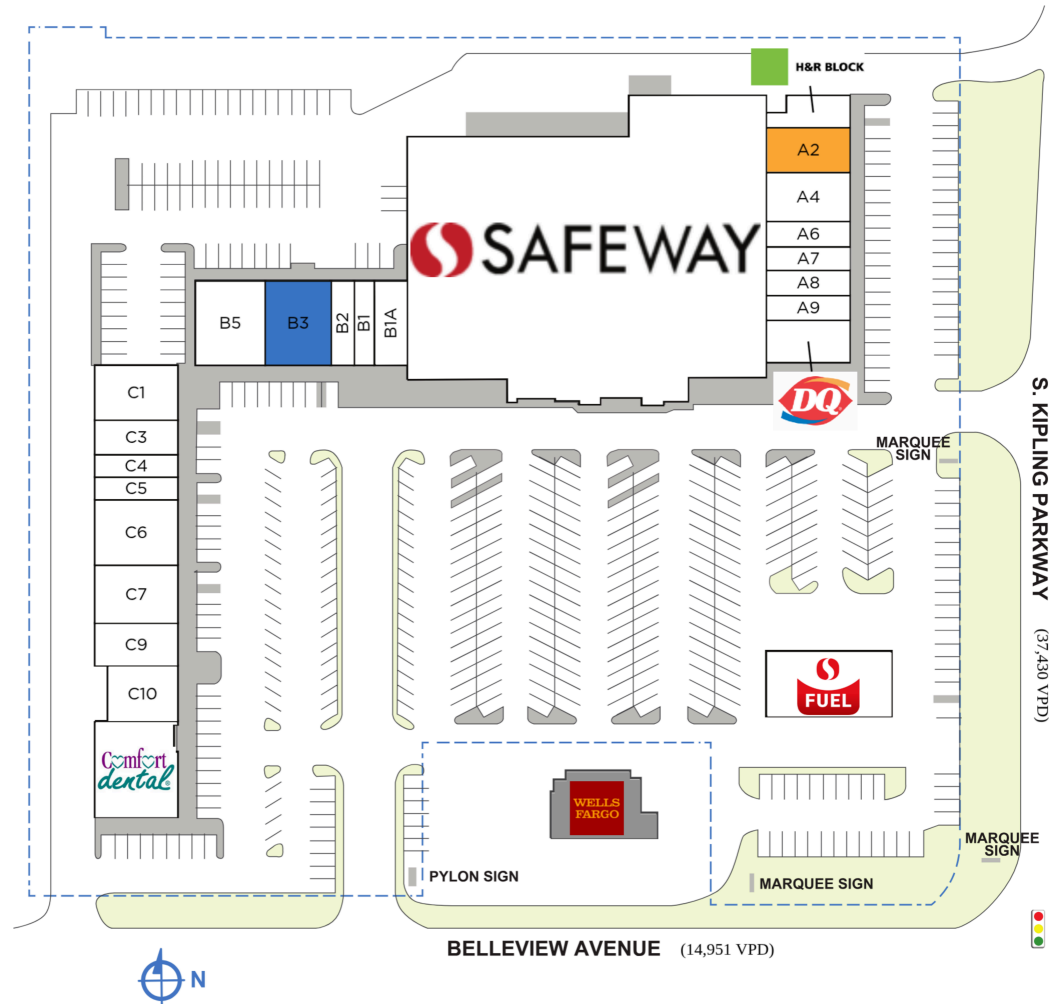 H&R BLOCK
A2
A4
SAFEWAY
A6
A7
A8
A9
B5
B3
B2
B1
B1A
DQ
C1
C3
C4
C5
C6
C7
C9
C10
MARQUEE
SIGN
S. KIPLING PARKWAY (37,430 VPD)
FUEL
Comfort
dental
WELLS
FARGO
MARQUEE
SIGN
PYLON SIGN
MARQUEE SIGN
BELLEVIEW AVENUE (14,951 VPD)
N